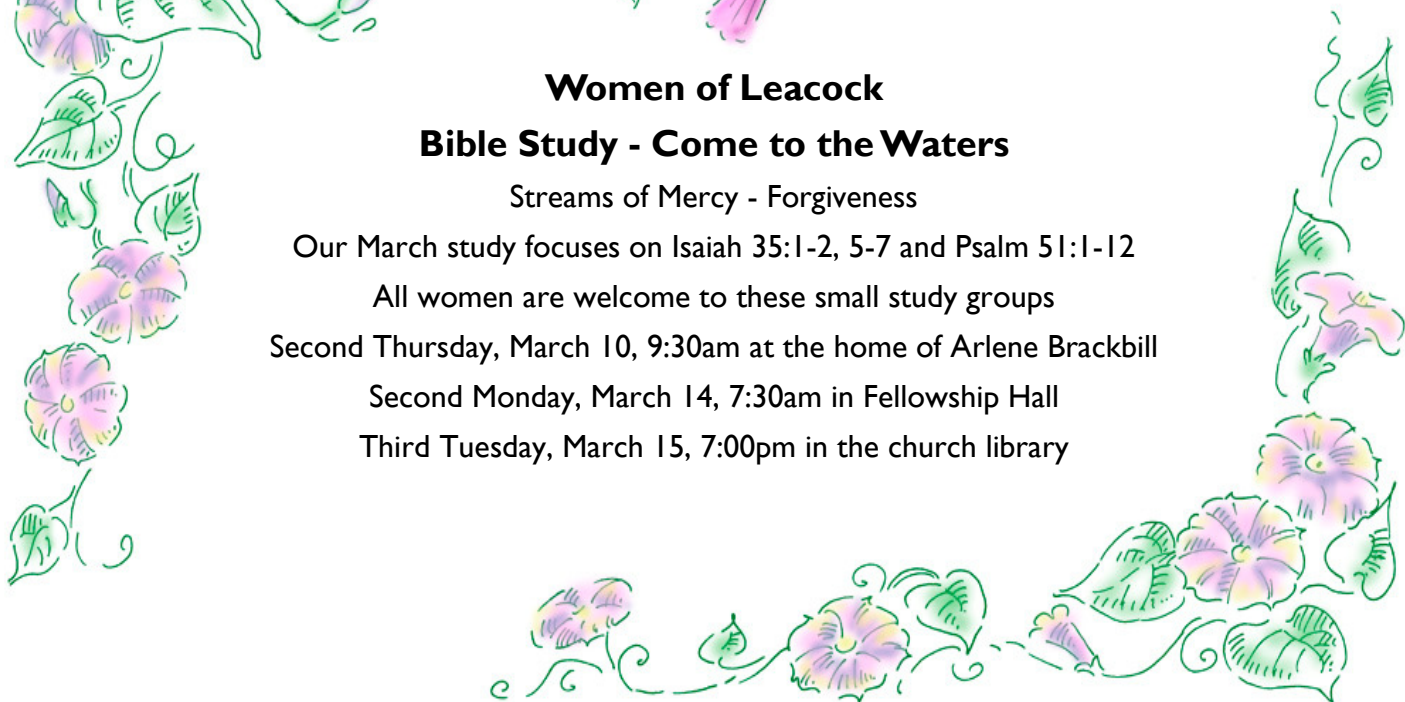 Women of Leacock
Bible Study - Come to the Waters
Streams of Mercy - Forgiveness
Our March study focuses on Isaiah 35:1-2, 5-7 and Psalm 51:1-12
All women are welcome to these small study groups
Second Thursday, March 10, 9:30am at the home of Arlene Brackbill
Second Monday, March 14, 7:30am in Fellowship Hall
Third Tuesday, March 15, 7:00pm in the church library